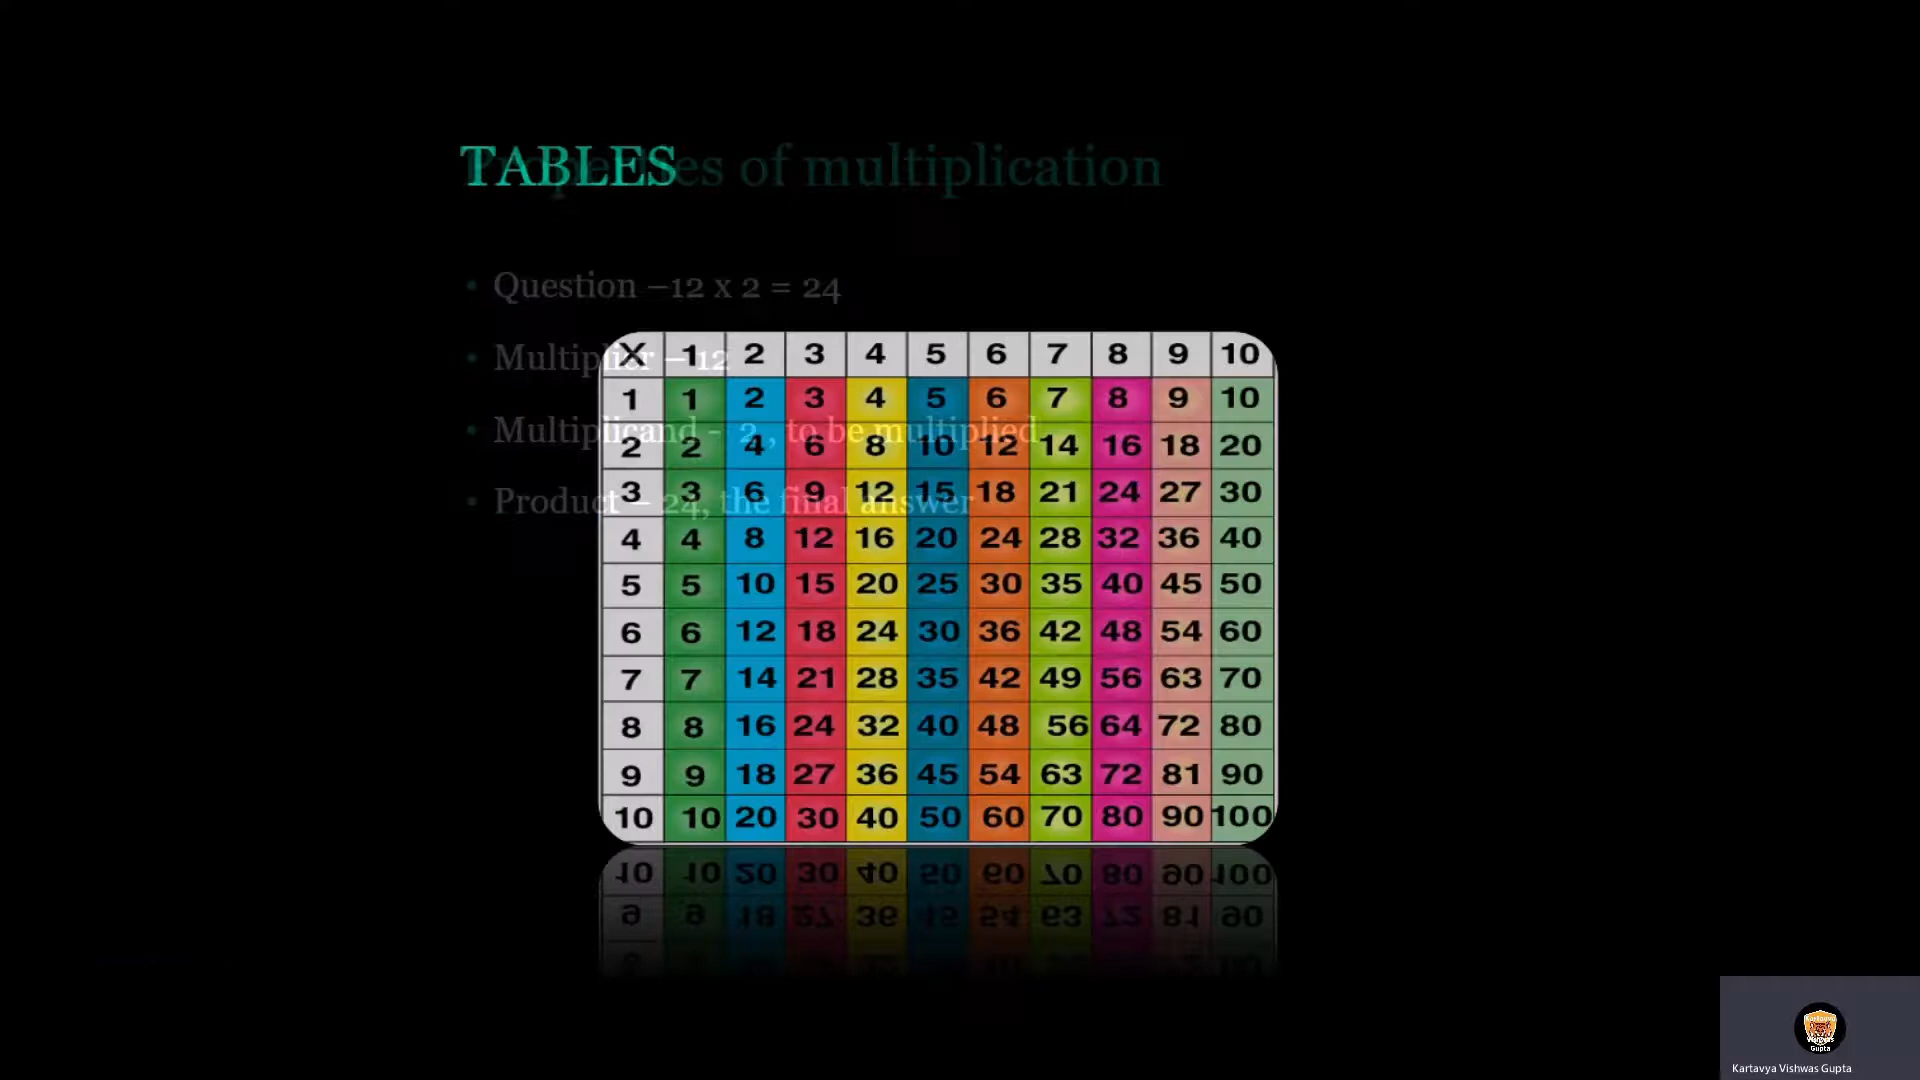 TABLES
Properties of multiplication
• Question –12 x 2 = 24
• Multiplier – 12
• Multiplicand - 2 , to be multiplied
• Product – 24, the final answer
X 1 2 3 4 5 6 7 8 9 10
1 1 2 3 4 5 6 7 8 9 10
2 2 4 6 8 10 12 14 16 18 20
3 3 6 9 12 15 18 21 24 27 30
4 4 8 12 16 20 24 28 32 36 40
5 5 10 15 20 25 30 35 40 45 50
6 6 12 18 24 30 36 42 48 54 60
7 7 14 21 28 35 42 49 56 63 70
8 8 16 24 32 40 48 56 64 72 80
9 9 18 27 36 45 54 63 72 81 90
10 10 20 30 40 50 60 70 80 90 100
Kartavya
Vishwas
Gupta
Kartavya Vishwas Gupta